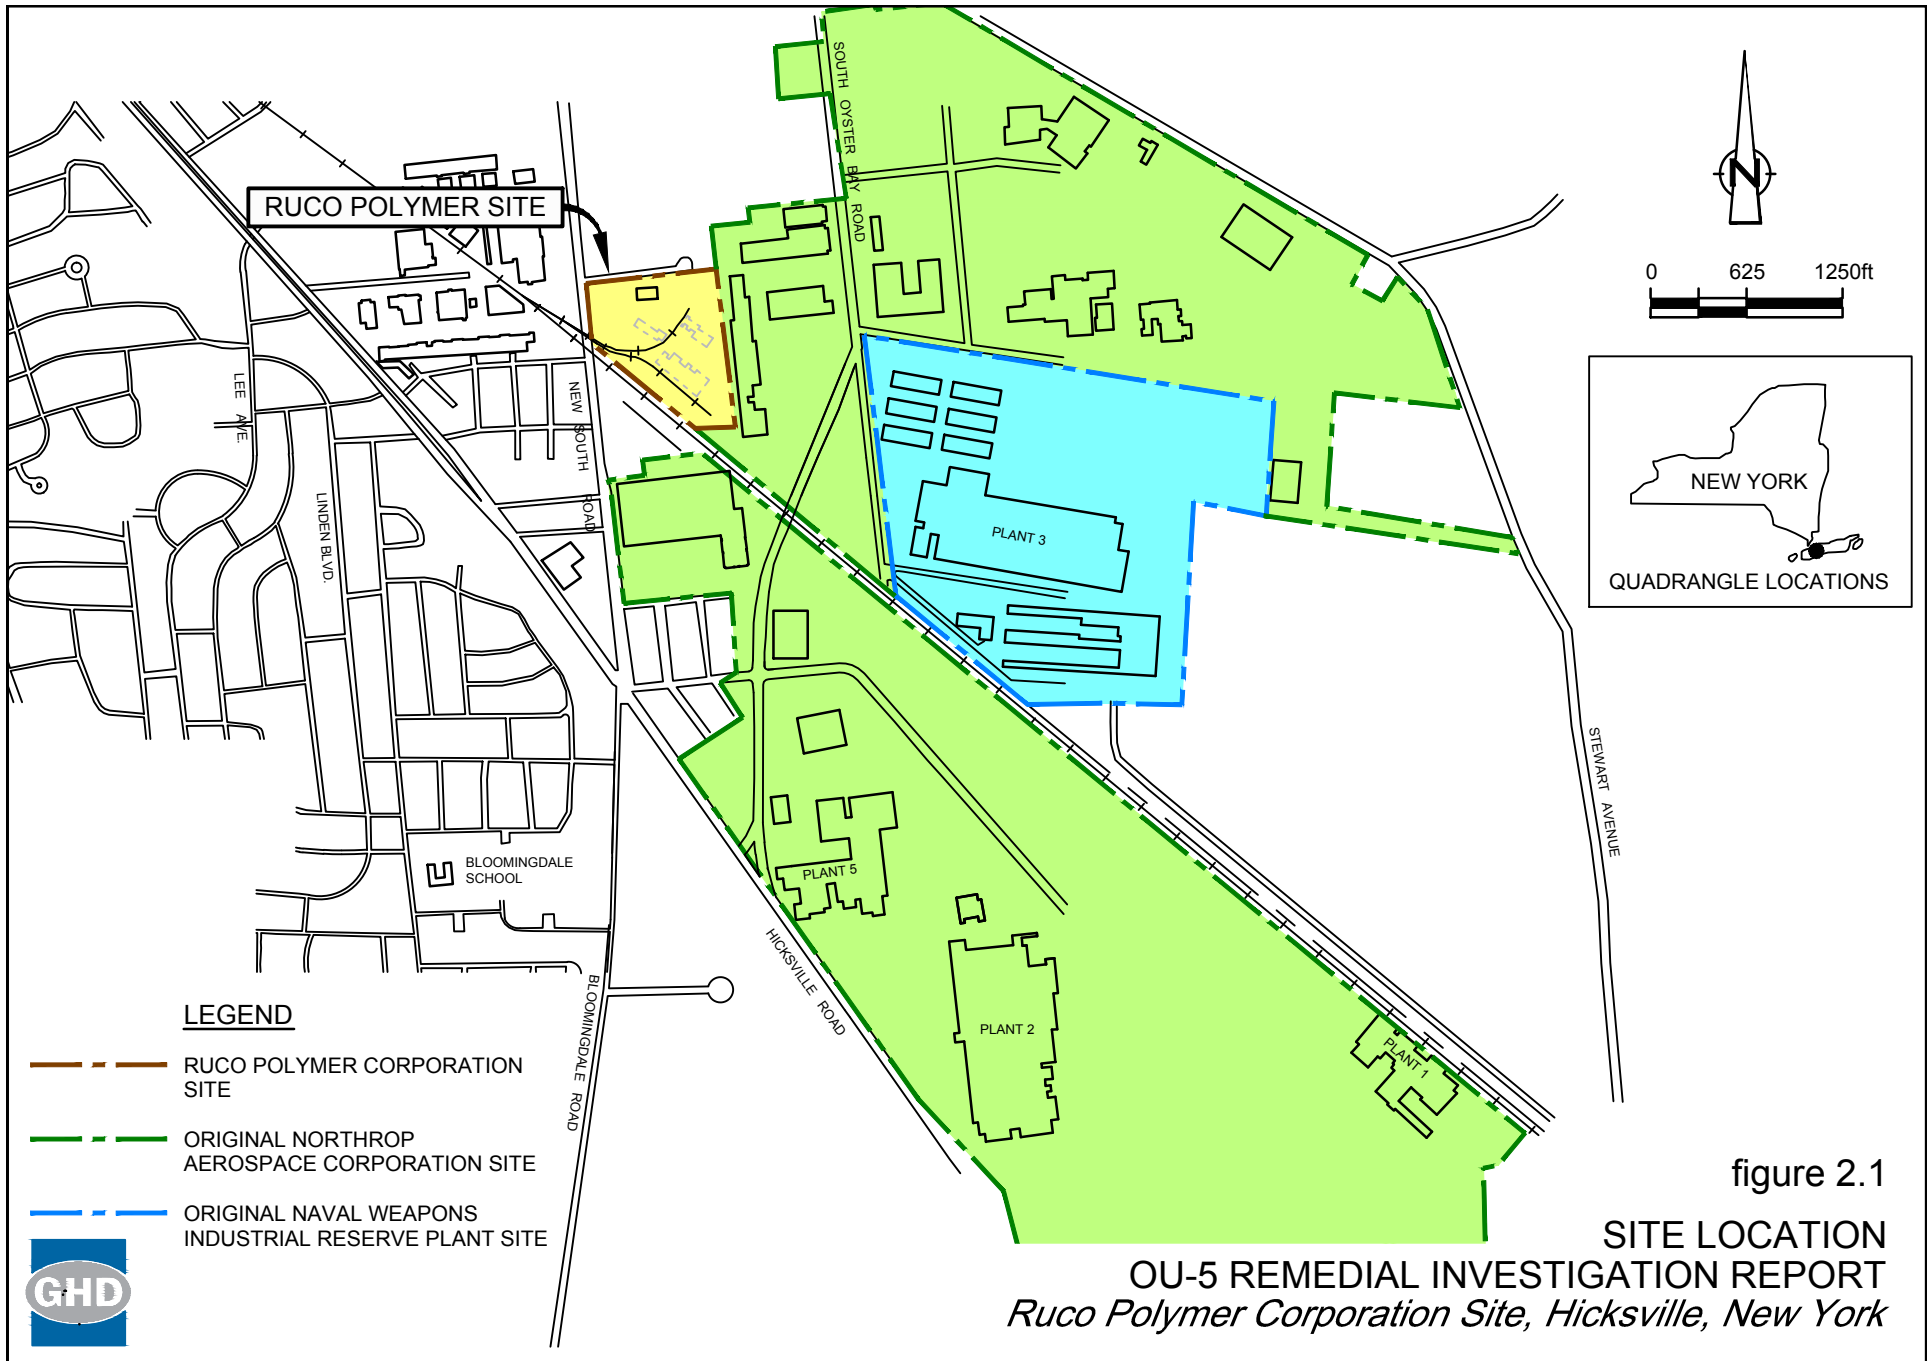 SOUTH OYSTER BAY ROAD
RUCO POLYMER SITE
N
0 625 1250ft
NEW YORK
QUADRANGLE LOCATIONS
LEE AVE.
NEW SOUTH ROAD
LINDEN BLVD.
PLANT 3
STEWART AVENUE
BLOOMINGDALE
SCHOOL
PLANT 5
HICKSVILLE ROAD
BLOOMINGDALE ROAD
PLANT 2
PLANT 1
LEGEND
RUCO POLYMER CORPORATION
SITE
ORIGINAL NORTHROP
AEROSPACE CORPORATION SITE
ORIGINAL NAVAL WEAPONS
INDUSTRIAL RESERVE PLANT SITE
GHD
figure 2.1
SITE LOCATION
OU-5 REMEDIAL INVESTIGATION REPORT
Ruco Polymer Corporation Site, Hicksville, New York